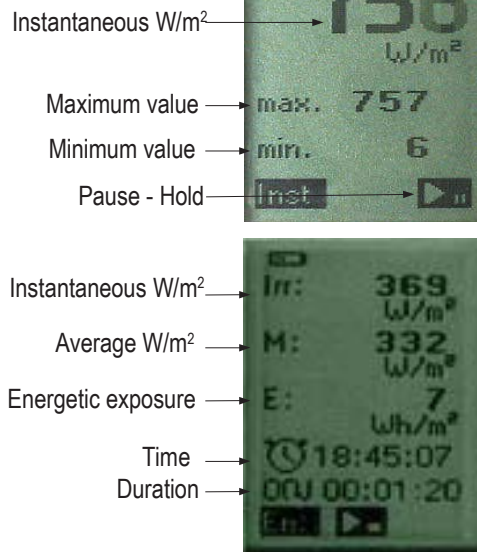 Instantaneous W/m²
W/m²
Maximum value max. 757
Minimum value min. 6
Pause - Hold Inst
Instantaneous W/m² Irr: 369
W/m²
Average W/m² M: 332
W/m²
Energetic exposure E: 7
Wh/m²
Time 18:45:07
Duration 00:01:20
En.